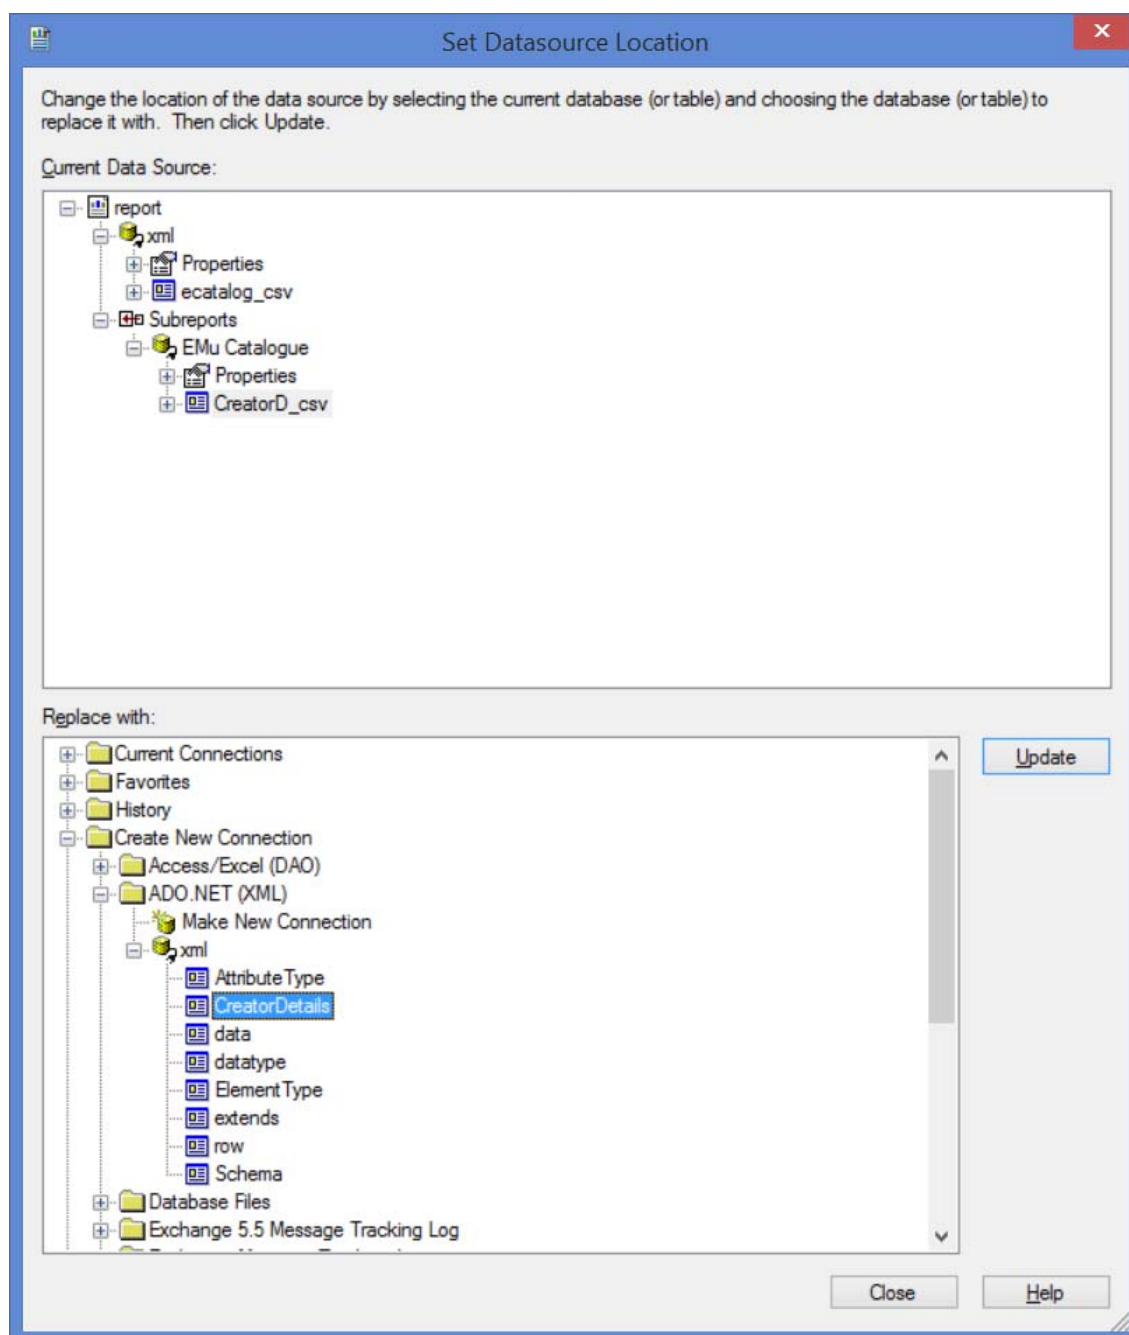 Set Datasource Location
Change the location of the data source by selecting the current database (or table) and choosing the database (or table) to
replace it with. Then click Update.
Current Data Source:
report
xml
Properties
ecatalog_csv
Subreports
EMu Catalogue
Properties
CreatorD_csv
Replace with:
Current Connections
Update
Favorites
History
Create New Connection
Access/Excel (DAO)
ADO.NET (XML)
Make New Connection
xml
AttributeType
CreatorDetails
data
datatype
ElementType
extends
row
Schema
Database Files
Exchange 5.5 Message Tracking Log
Close
Help